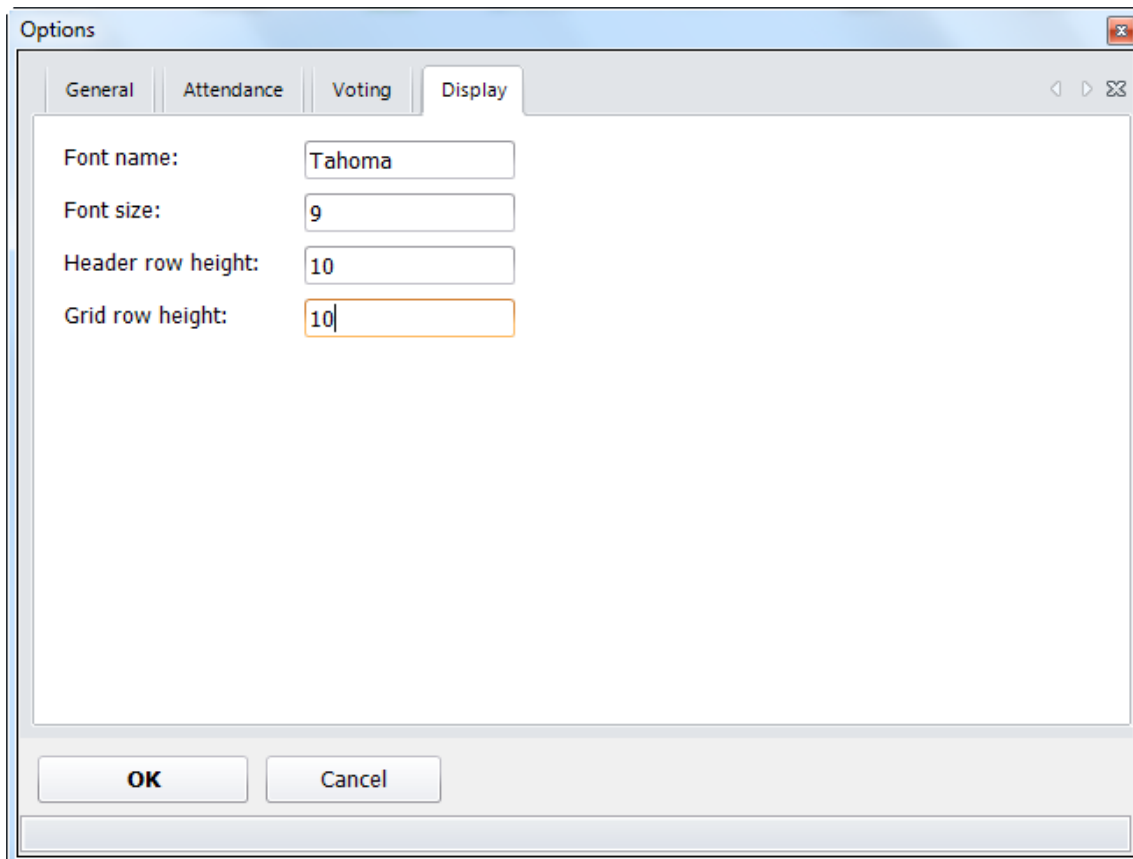 Options
General Attendance Voting Display
Font name: Tahoma
Font size: 9
Header row height: 10
Grid row height: 10
OK Cancel